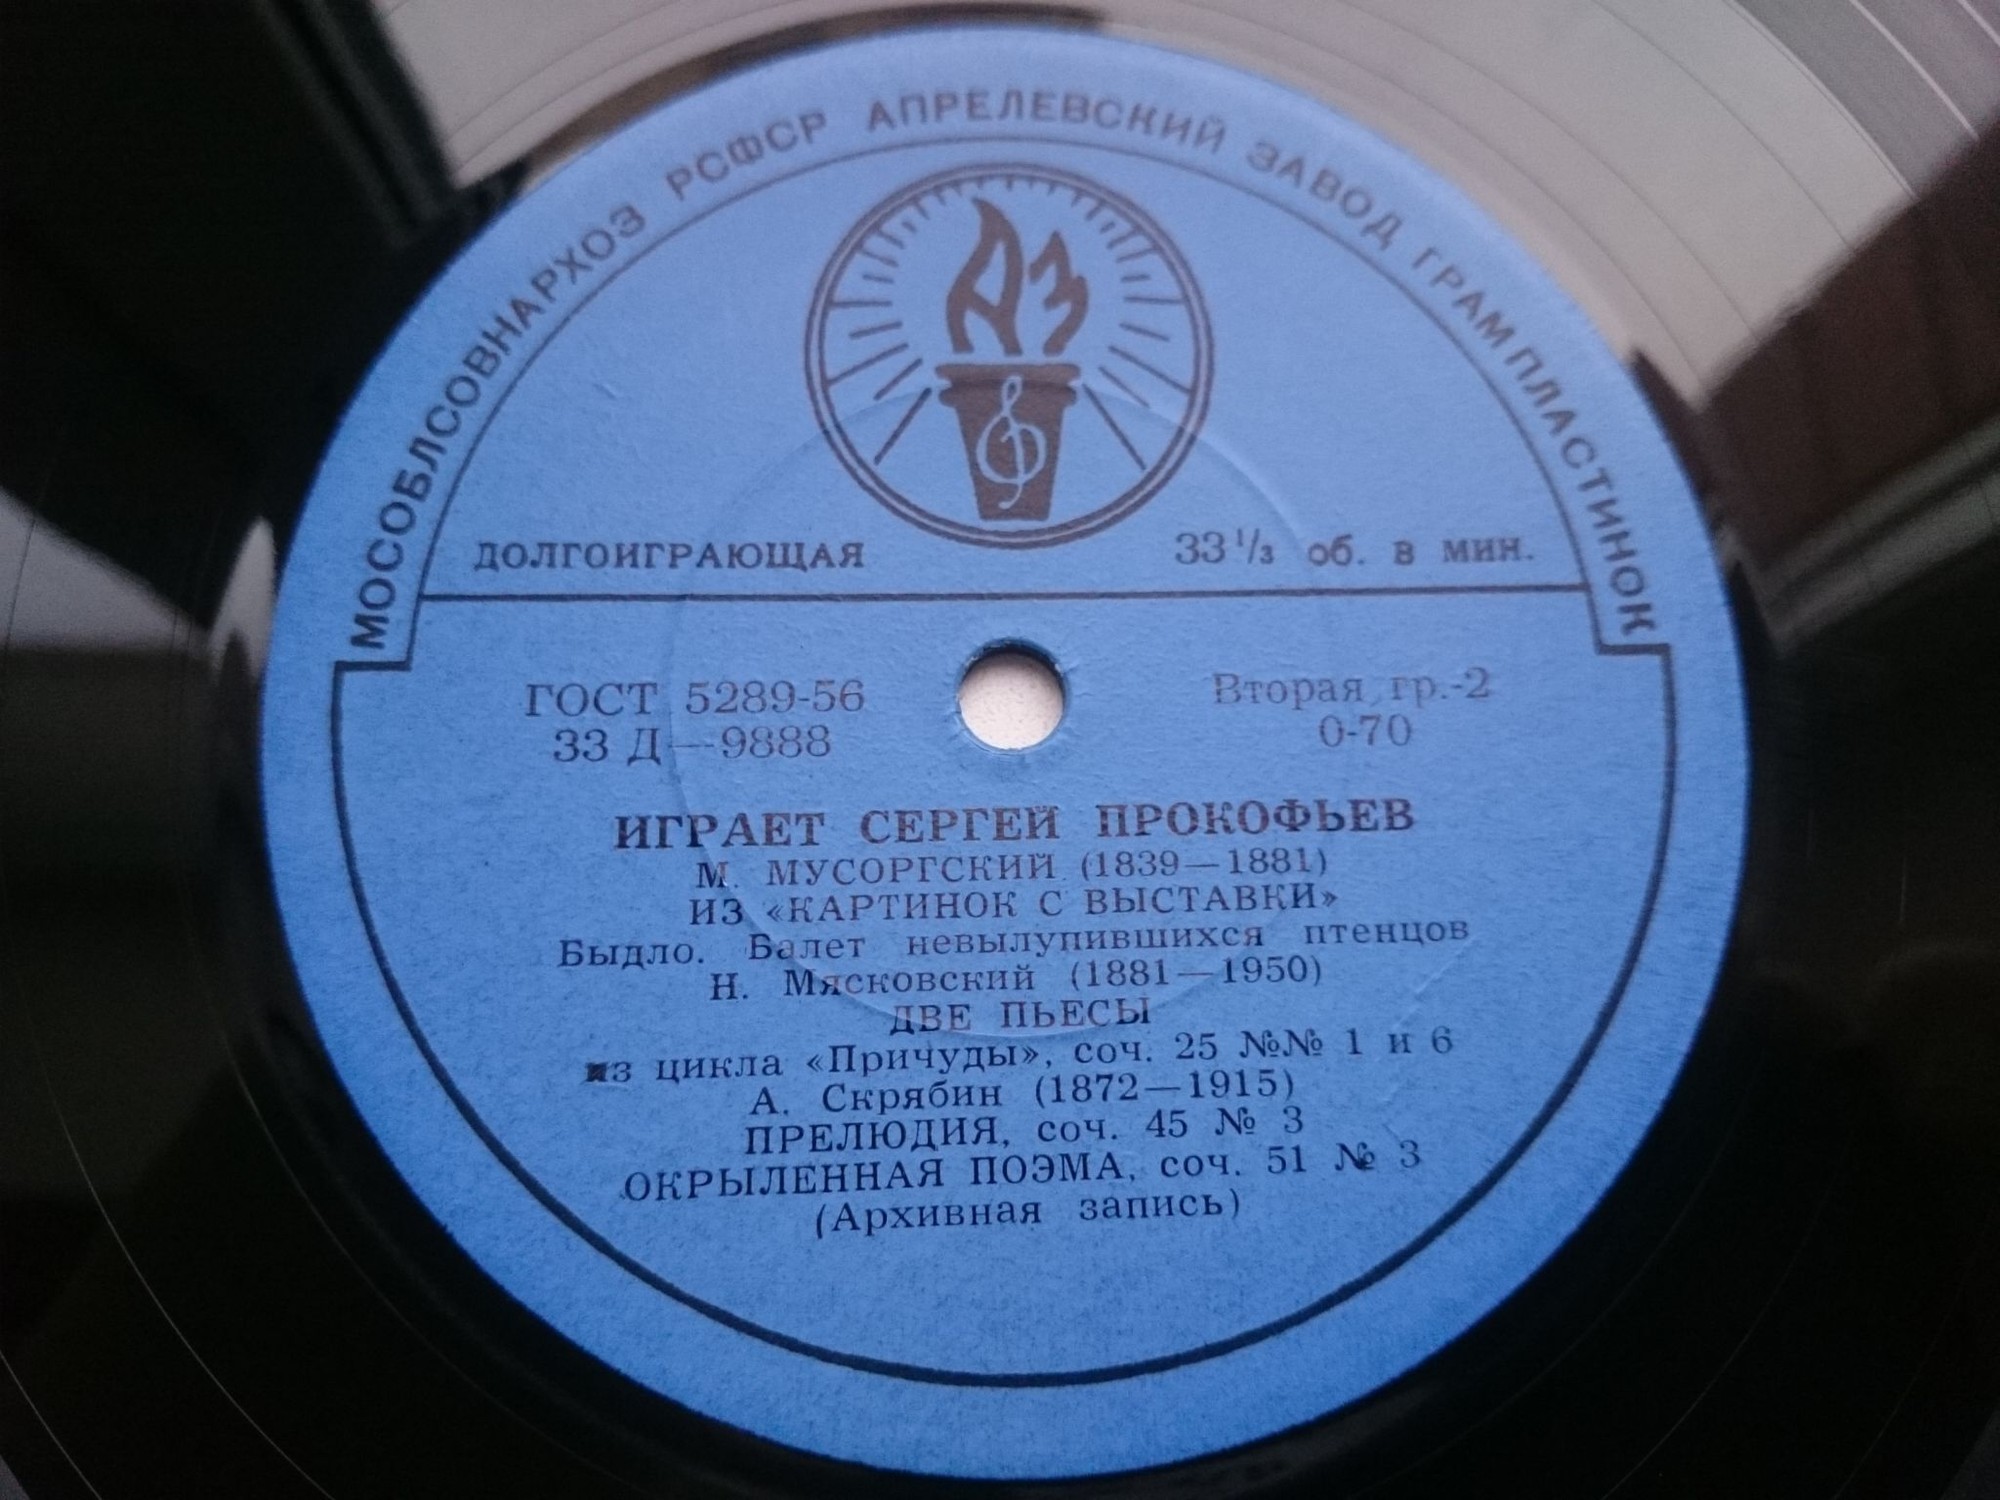 МОСОБЛСОВНАРХОЗ РСФСР АПРЕЛЕВСКИЙ ЗАВОД ГРАМПЛАСТИНОК
АЗ
ДОЛГОИГРАЮЩАЯ 33 1/3 об. в мин.
ГОСТ 5289-56 Вторая гр.-2
33 Д—9888 0-70
ИГРАЕТ СЕРГЕЙ ПРОКОФЬЕВ
М. МУСОРГСКИЙ (1839—1881)
ИЗ «КАРТИНОК С ВЫСТАВКИ»
Быдло. Балет невылупившихся птенцов
Н. Мясковский (1881—1950)
ДВЕ ПЬЕСЫ
из цикла «Причуды», соч. 25 №№ 1 и 6
А. Скрябин (1872—1915)
ПРЕЛЮДИЯ, соч. 45 № 3
ОКРЫЛЕННАЯ ПОЭМА, соч. 51 № 3
(Архивная запись)